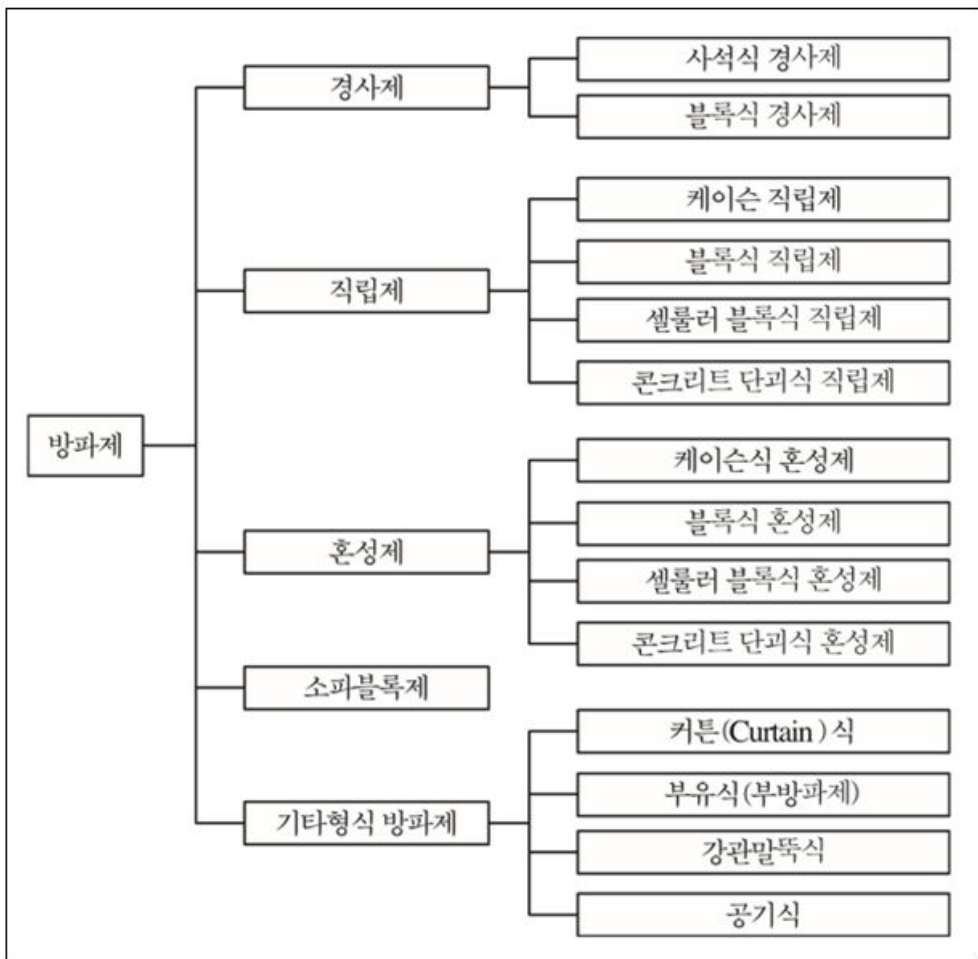 방파제
경사제
사석식 경사제
블록식 경사제
직립제
케이슨 직립제
블록식 직립제
셀룰러 블록식 직립제
콘크리트 단괴식 직립제
혼성제
케이슨식 혼성제
블록식 혼성제
셀룰러 블록식 혼성제
콘크리트 단괴식 혼성제
소파블록제
기타형식 방파제
커튼(Curtain)식
부유식(부방파제)
강관말뚝식
공기식